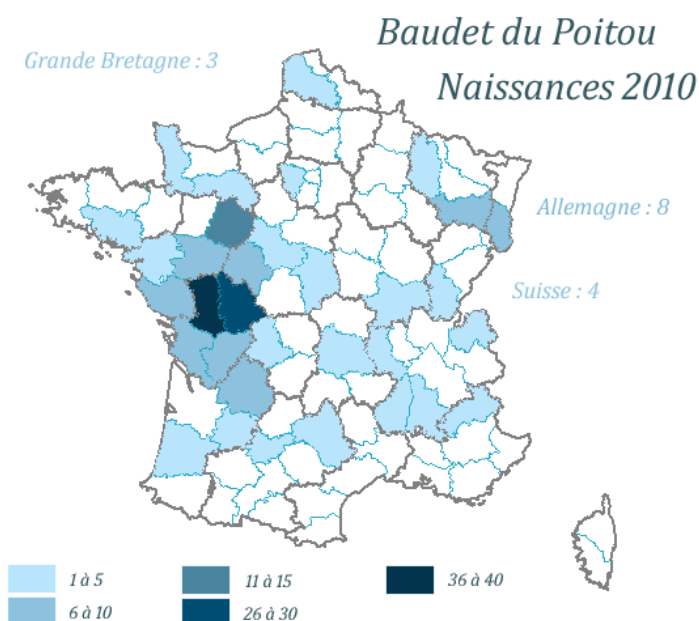 Baudet du Poitou
Naissances 2010
Grande Bretagne : 3
Allemagne : 8
Suisse : 4
1 à 5
11 à 15
36 à 40
6 à 10
26 à 30